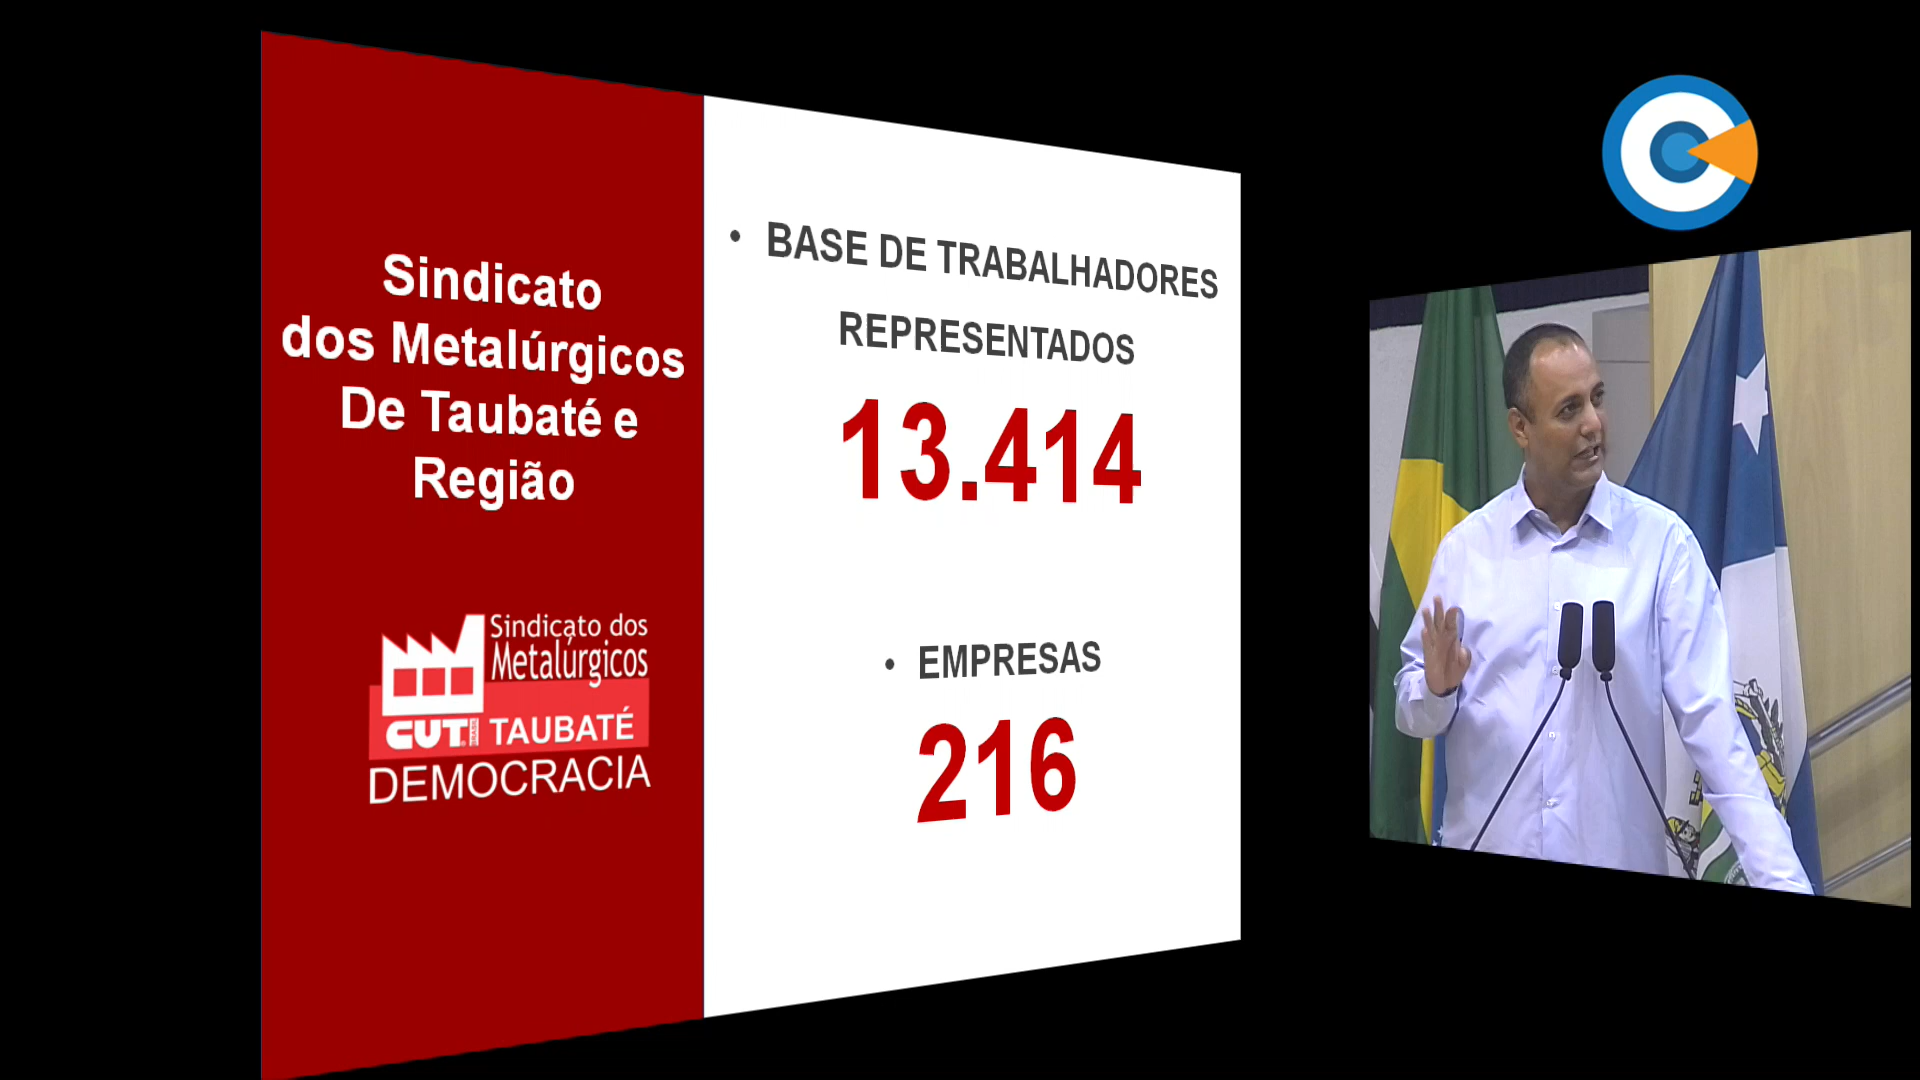 Sindicato
dos Metalúrgicos
De Taubaté e
Região
Sindicato dos
Metalúrgicos
CUT TAUBATÉ
DEMOCRACIA
• BASE DE TRABALHADORES
REPRESENTADOS
13.414
• EMPRESAS
216